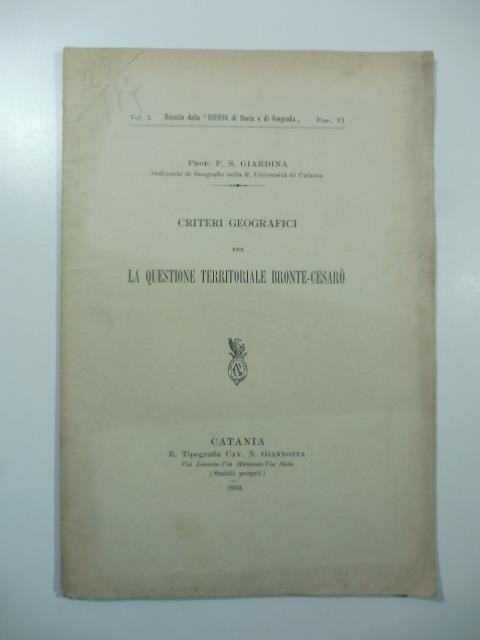 Vol. I. Estratto dalla "RIVISTA di Storia e di Geografia„ Fasc. VI
PROF. F. S. GIARDINA
Ordinario di Geografia nella R. Università di Catania
CRITERI GEOGRAFICI
PER
LA QUESTIONE TERRITORIALE BRONTE-CESARÒ
CATANIA
R. Tipografia CAV. N. GIANNOTTA
Via Lincoln-Via Manzoni-Via Sisto
(Stabili proprii)
1902.